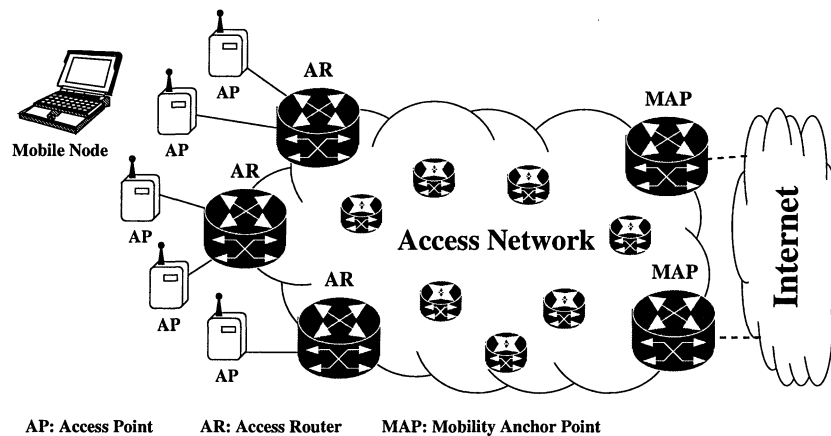 AP
AR
AP
Mobile Node
MAP
AR
AP
Access Network
AP
AR
MAP
Internet
AP
AP: Access Point AR: Access Router MAP: Mobility Anchor Point